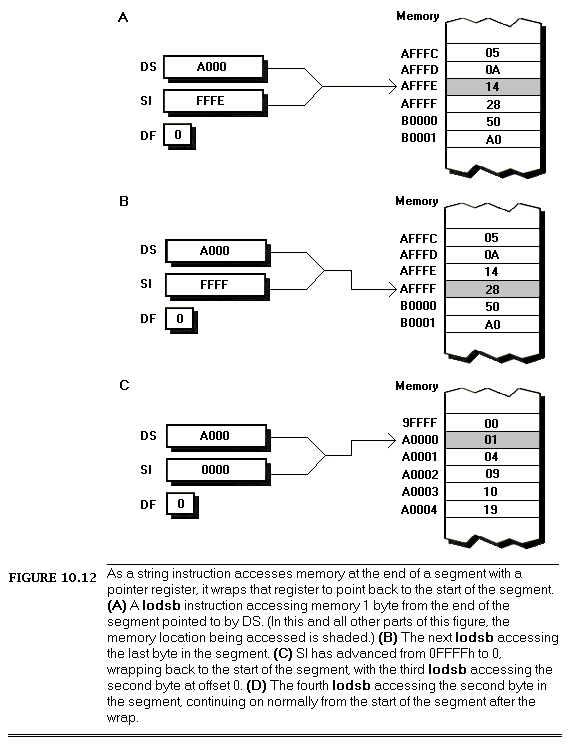 A
Memory
DS A000
SI FFFE
DF 0
AFFFC 05
AFFFD 0A
AFFFE 14
AFFFF 28
B0000 50
B0001 A0
B
Memory
DS A000
SI FFFF
DF 0
AFFFC 05
AFFFD 0A
AFFFE 14
AFFFF 28
B0000 50
B0001 A0
C
Memory
DS A000
SI 0000
DF 0
9FFFF 00
A0000 01
A0001 04
A0002 09
A0003 10
A0004 19
FIGURE 10.12 As a string instruction accesses memory at the end of a segment with a
pointer register, it wraps that register to point back to the start of the segment.
(A) A lodsb instruction accessing memory 1 byte from the end of the
segment pointed to by DS. (In this and all other parts of this figure, the
memory location being accessed is shaded.) (B) The next lodsb accessing
the last byte in the segment. (C) SI has advanced from 0FFFFh to 0,
wrapping back to the start of the segment, with the third lodsb accessing the
second byte at offset 0. (D) The fourth lodsb accessing the second byte in
the segment, continuing on normally from the start of the segment after the
wrap.